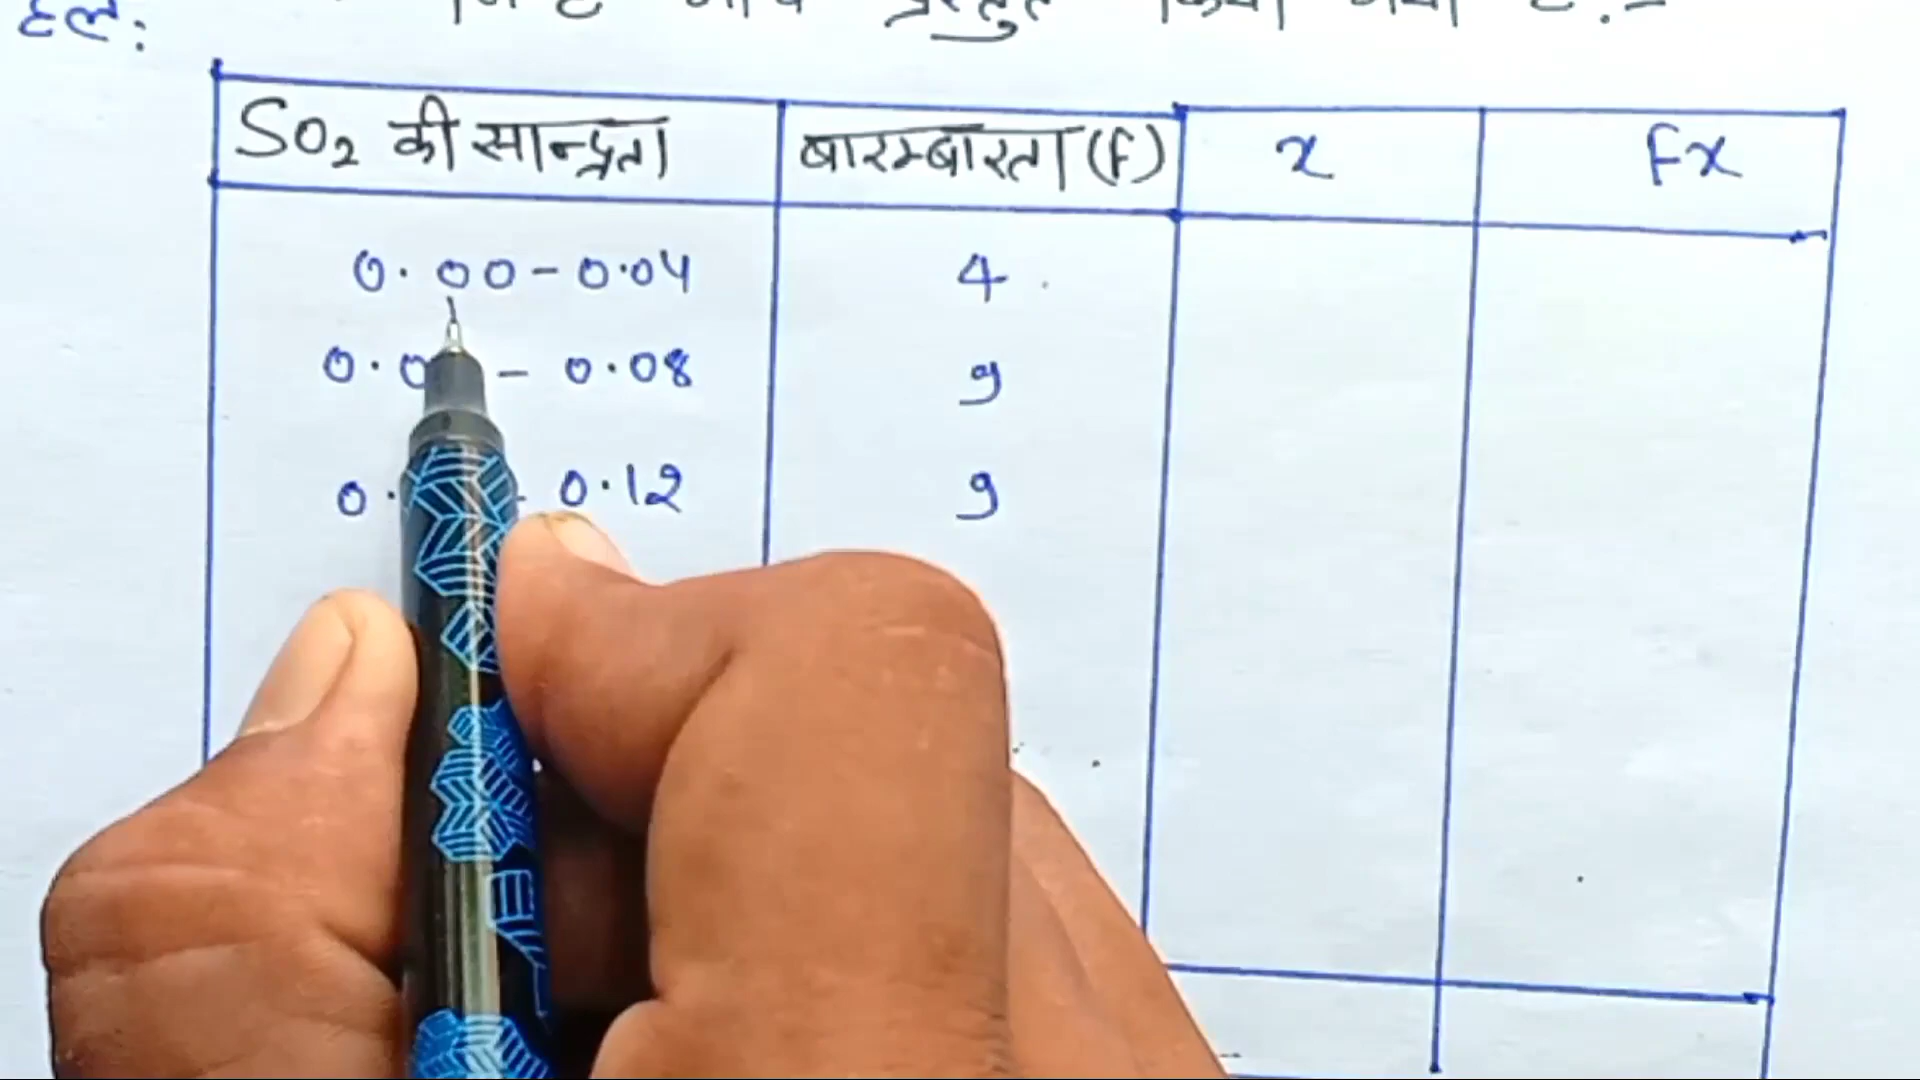 हल:
SO₂ की सान्द्रता बारम्बारता (f) x Fx
0.00 - 0.04 4
- 0.08 9
- 0.12 9